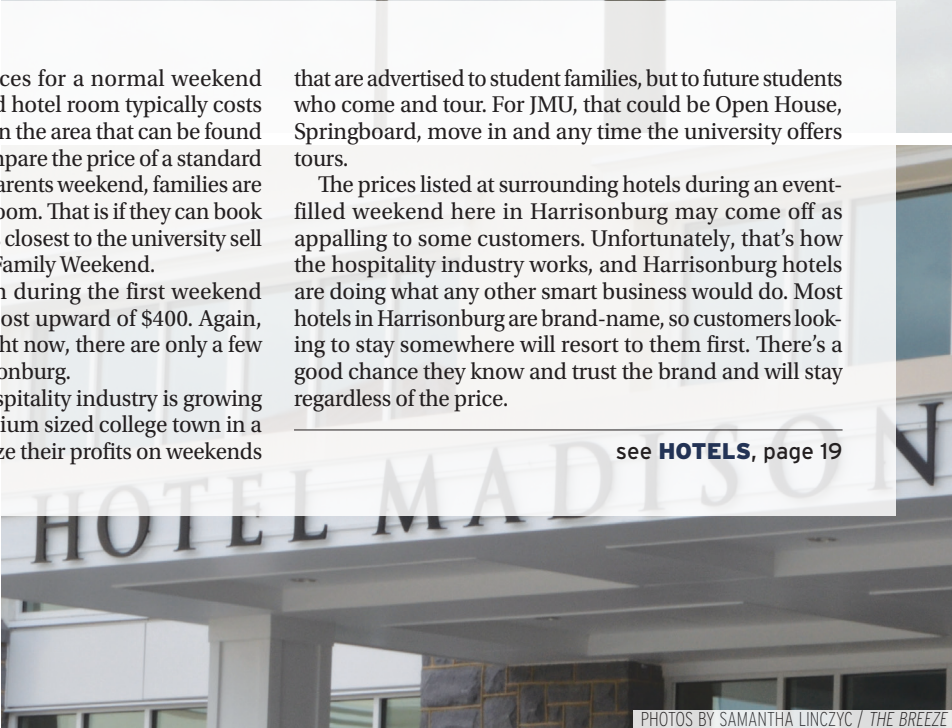 ces for a normal weekend
d hotel room typically costs
n the area that can be found
mpare the price of a standard
arents weekend, families are
oom. That is if they can book
closest to the university sell
Family Weekend.
n during the first weekend
ost upward of $400. Again,
ht now, there are only a few
onburg.
spitality industry is growing
ium sized college town in a
ze their profits on weekends
that are advertised to student families, but to future students
who come and tour. For JMU, that could be Open House,
Springboard, move in and any time the university offers
tours.
The prices listed at surrounding hotels during an event-
filled weekend here in Harrisonburg may come off as
appalling to some customers. Unfortunately, that's how
the hospitality industry works, and Harrisonburg hotels
are doing what any other smart business would do. Most
hotels in Harrisonburg are brand-name, so customers look-
ing to stay somewhere will resort to them first. There's a
good chance they know and trust the brand and will stay
regardless of the price.
see HOTELS, page 19
HOTEL MADISON
PHOTOS BY SAMANTHA LINCZYC / THE BREEZE